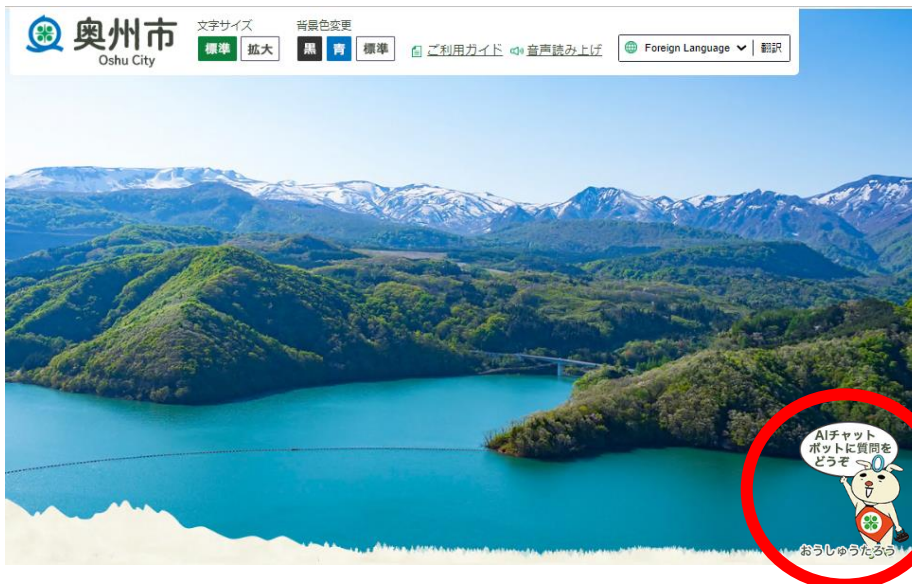 奥州市
Oshu City
文字サイズ
標準 拡大
背景色変更
黒 青 標準
ご利用ガイド
音声読み上げ
Foreign Language 翻訳
AIチャット
ボットに質問を
どうぞ
おうしゅうたろう